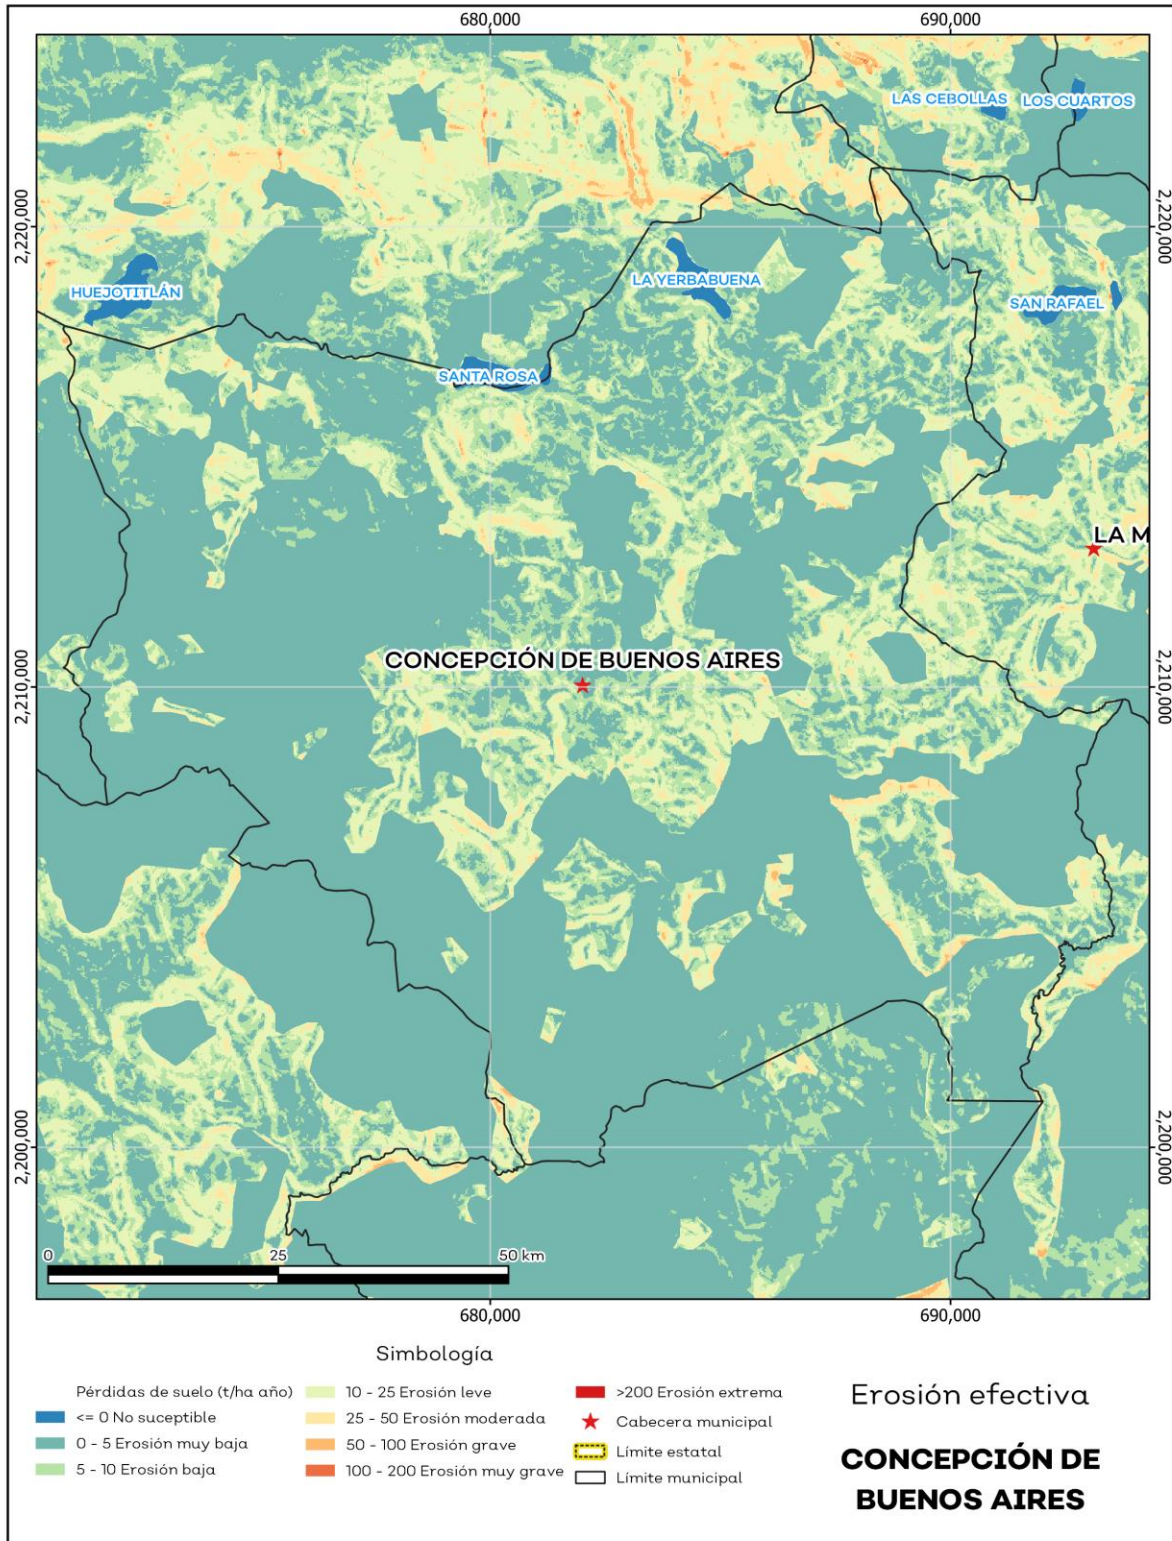 680,000 690,000
LAS CEBOLLAS LOS CUARTOS
2,220,000 2,220,000
LA YERBABUENA
HUEJOTITLÁN
SAN RAFAEL
SANTA ROSA
LA M
CONCEPCIÓN DE BUENOS AIRES
2,210,000 2,210,000
2,200,000 2,200,000
0 25 50 km
680,000 690,000
Simbología
Pérdidas de suelo (t/ha año)
<= 0 No suceptible
0 - 5 Erosión muy baja
5 - 10 Erosión baja
10 - 25 Erosión leve
25 - 50 Erosión moderada
50 - 100 Erosión grave
100 - 200 Erosión muy grave
>200 Erosión extrema
Cabecera municipal
Límite estatal
Límite municipal
Erosión efectiva
CONCEPCIÓN DE
BUENOS AIRES